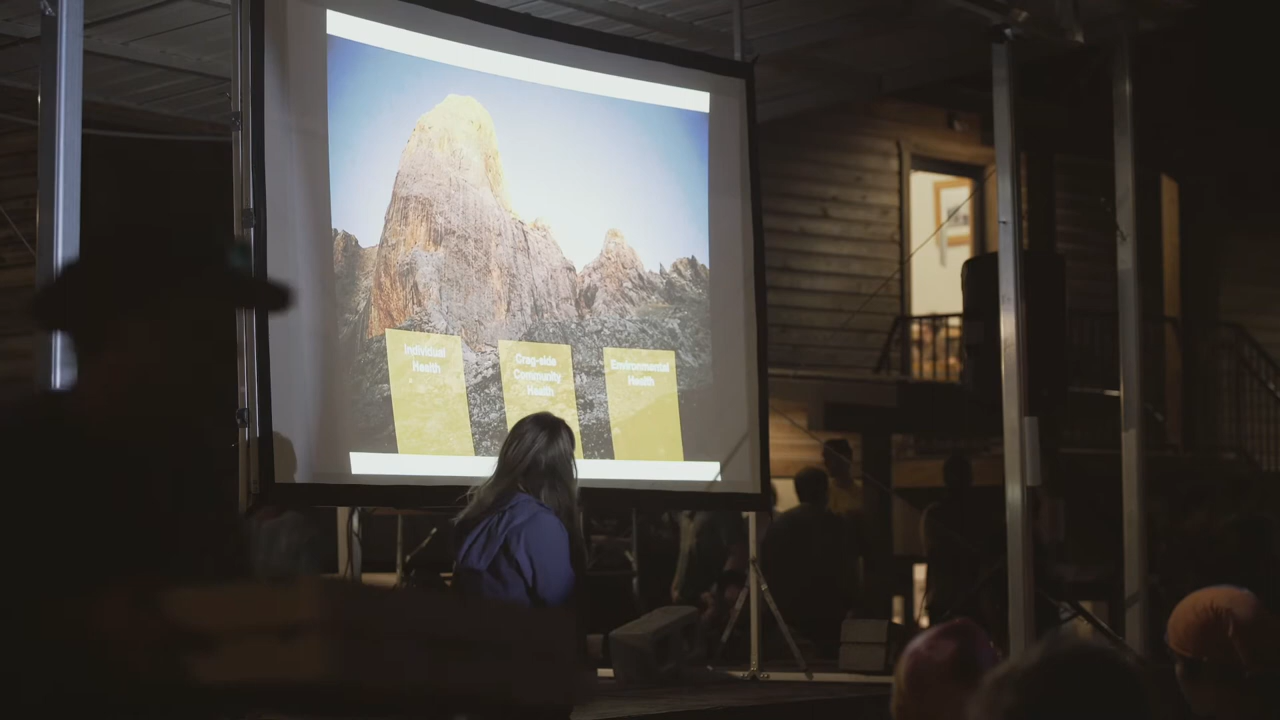 Individual
Health
Crag-side
Community
Health
Environmental
Health